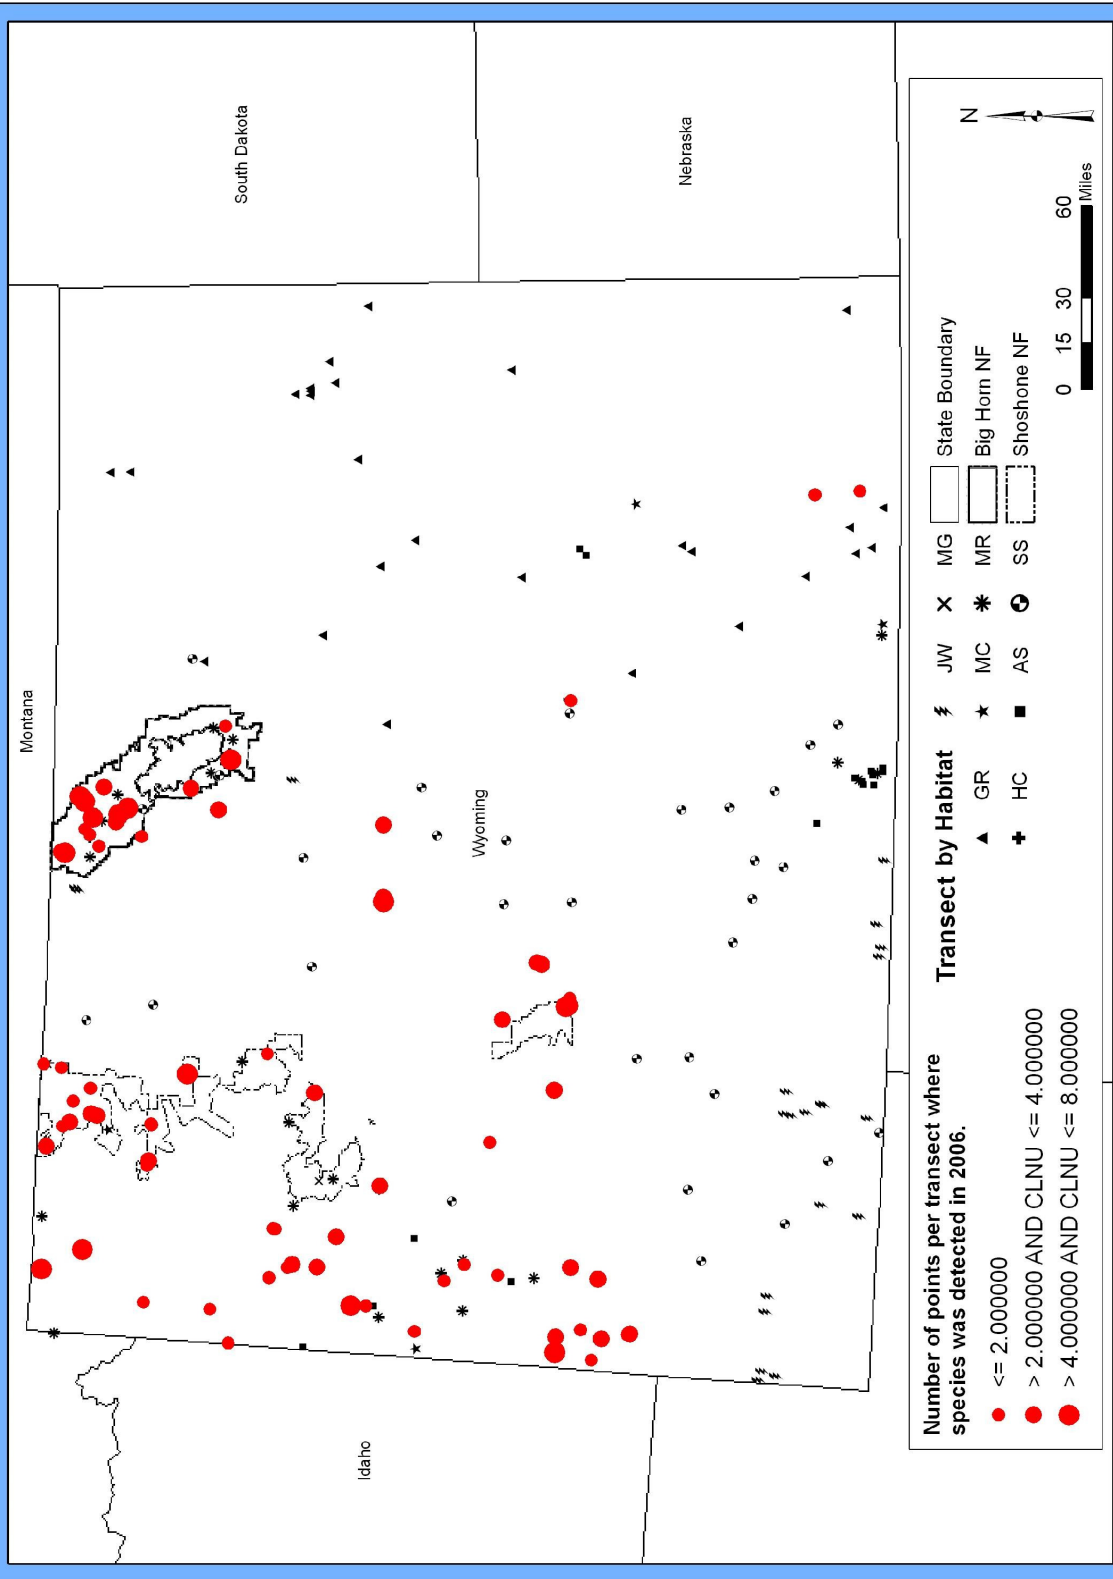 Montana
South Dakota
Wyoming
Nebraska
Idaho
Number of points per transect where
species was detected in 2006.
<= 2.000000
> 2.000000 AND CLNU <= 4.000000
> 4.000000 AND CLNU <= 8.000000
Transect by Habitat
GR
HC
JW
MC
AS
MG
MR
SS
State Boundary
Big Horn NF
Shoshone NF
N
0 15 30 60
Miles